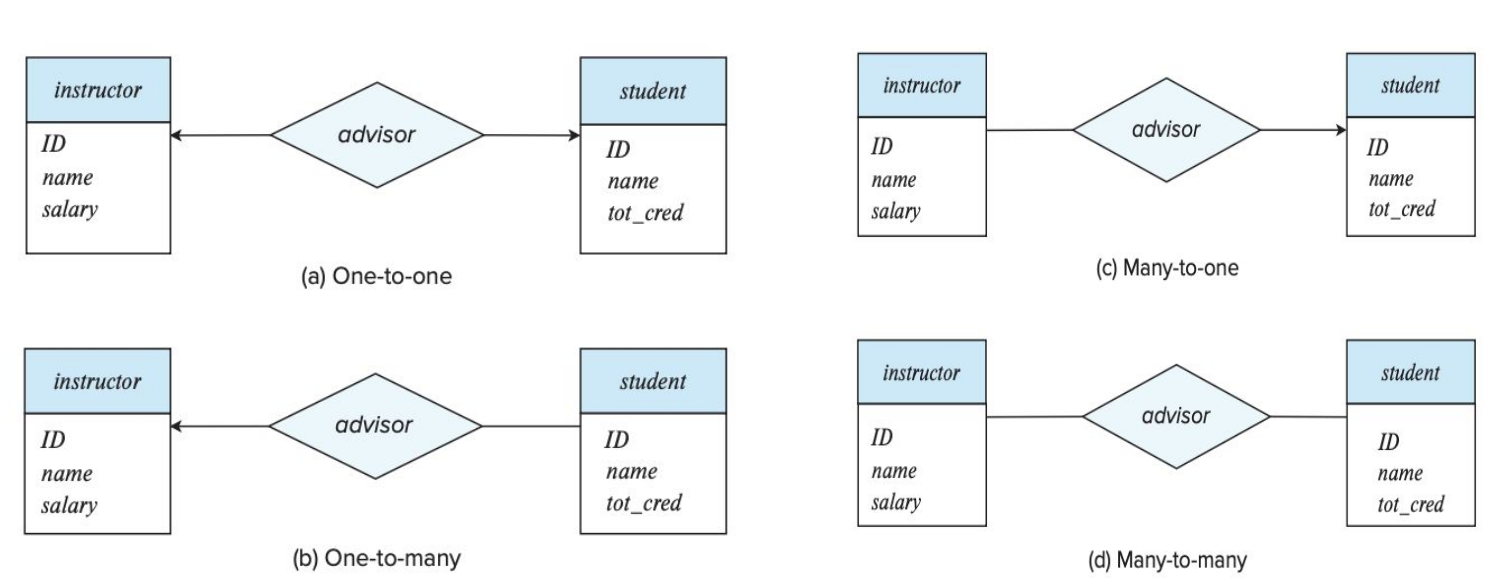 instructor
ID
name
salary
advisor
student
ID
name
tot_cred
(a) One-to-one
instructor
ID
name
salary
advisor
student
ID
name
tot_cred
(c) Many-to-one
instructor
ID
name
salary
advisor
student
ID
name
tot_cred
(b) One-to-many
instructor
ID
name
salary
advisor
student
ID
name
tot_cred
(d) Many-to-many